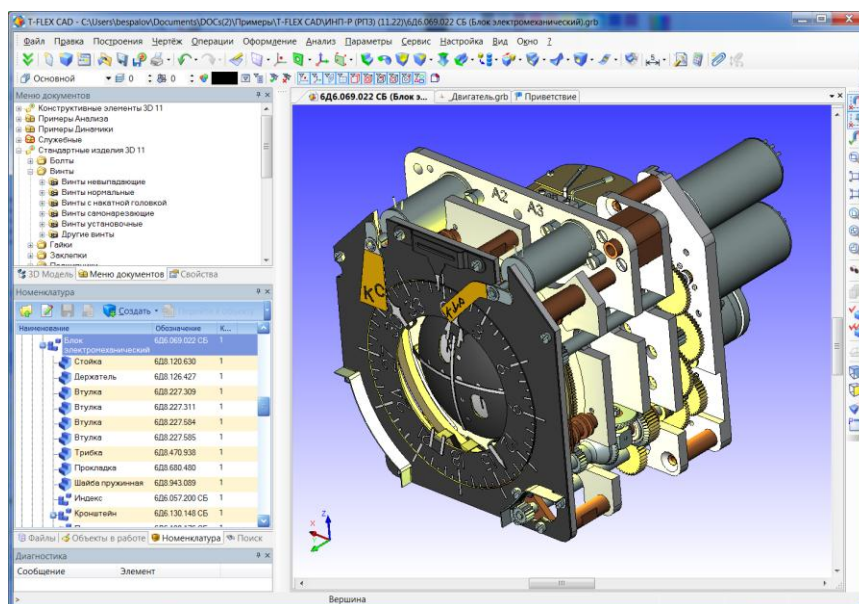 T-FLEX CAD - C:\Users\bespalov\Documents\DOCs(2)\Примеры\T-FLEX CAD\ИНП-Р (РПЗ) (11.22)\6Д6.069.022 СБ (Блок электромеханический).grb
Файл Правка Построения Чертёж Операции Оформление Анализ Параметры Сервис Настройка Вид Окно ?
Основной 0 0
Меню документов
Конструктивные элементы 3D 11
Примеры Анализа
Примеры Динамики
Служебные
Стандартные изделия 3D 11
Болты
Винты
Винты невыпадающие
Винты нормальные
Винты с накатной головкой
Винты самонарезающие
Винты установочные
Другие винты
Гайки
Заклепки
3D Модель Меню документов Свойства
Номенклатура
Создать
Наименование Обозначение К...
Блок электромеханический 6Д6.069.022 СБ 1
Стойка 6Д8.120.630 1
Держатель 6Д8.126.427 1
Втулка 6Д8.227.309 1
Втулка 6Д8.227.311 1
Втулка 6Д8.227.584 1
Втулка 6Д8.227.585 1
Трибка 6Д8.470.938 1
Прокладка 6Д8.680.480 1
Шайба пружинная 6Д8.943.089 1
Индекс 6Д6.057.200 СБ 1
Кронштейн 6Д6.130.148 СБ 1
Файлы Объекты в работе Номенклатура Поиск
Диагностика
Сообщение Элемент
6Д6.069.022 СБ (Блок э... _Двигатель.grb Приветствие
A2 A3
КС
КУР
X Y Z
> Вершина